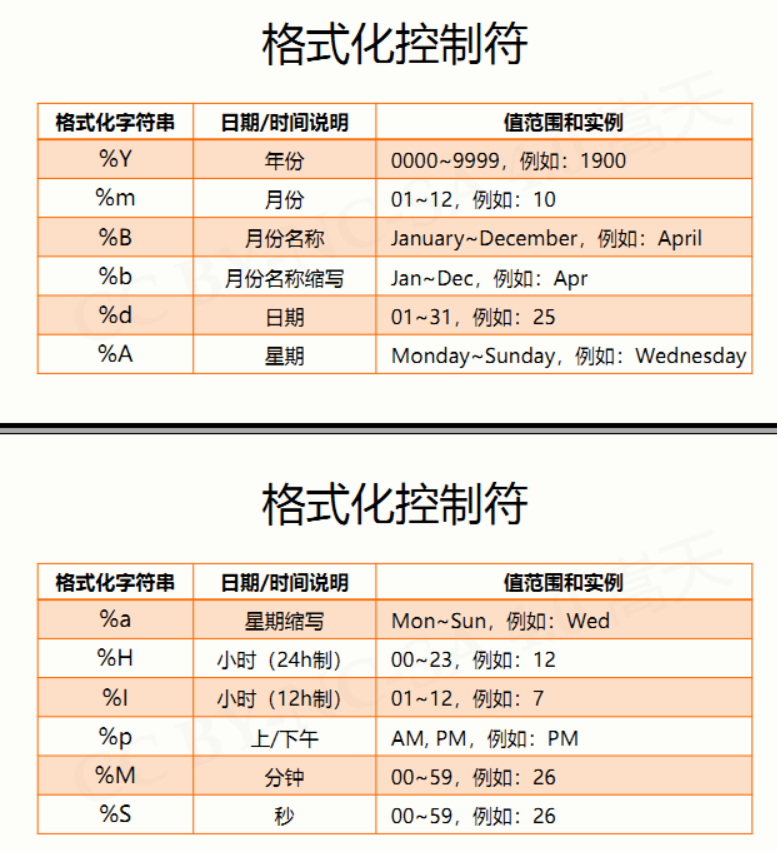 格式化控制符
格式化字符串 日期/时间说明 值范围和实例
%Y 年份 0000~9999，例如：1900
%m 月份 01~12，例如：10
%B 月份名称 January~December，例如：April
%b 月份名称缩写 Jan~Dec，例如：Apr
%d 日期 01~31，例如：25
%A 星期 Monday~Sunday，例如：Wednesday
格式化控制符
格式化字符串 日期/时间说明 值范围和实例
%a 星期缩写 Mon~Sun，例如：Wed
%H 小时（24h制） 00~23，例如：12
%I 小时（12h制） 01~12，例如：7
%p 上/下午 AM, PM，例如：PM
%M 分钟 00~59，例如：26
%S 秒 00~59，例如：26